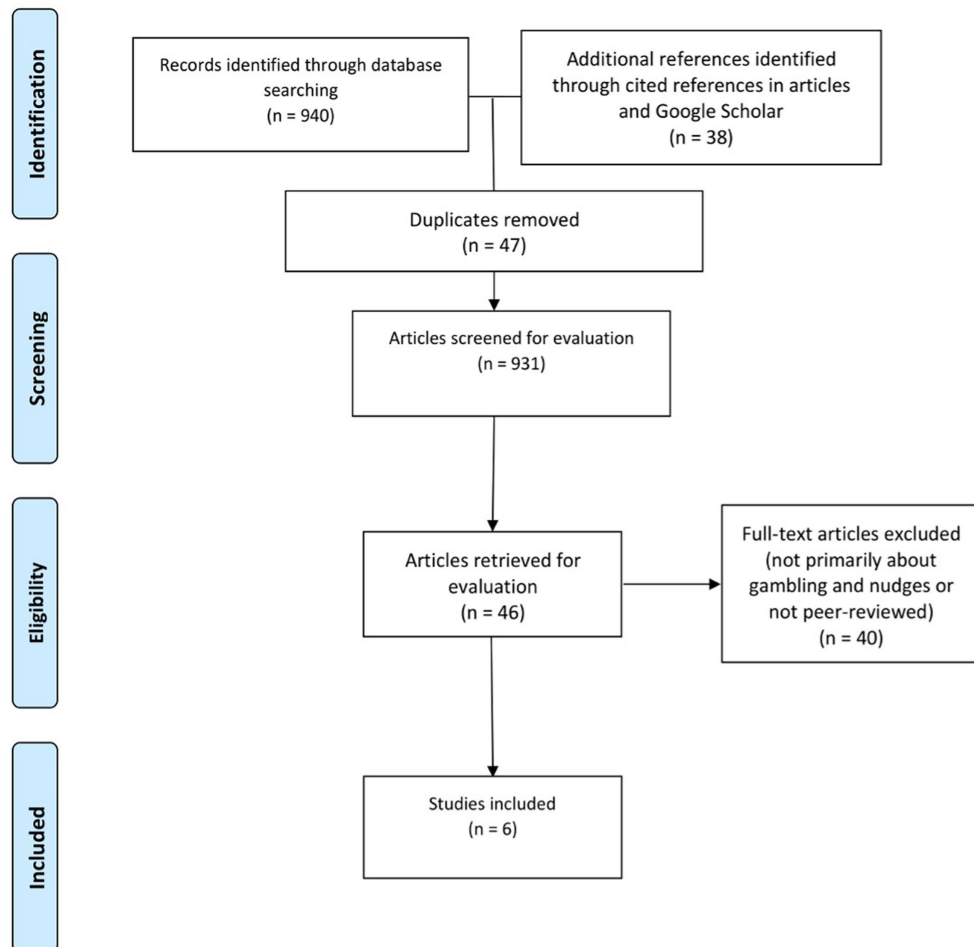 Identification
Records identified through database
searching
(n = 940)
Additional references identified
through cited references in articles
and Google Scholar
(n = 38)
Duplicates removed
(n = 47)
Screening
Articles screened for evaluation
(n = 931)
Eligibility
Articles retrieved for
evaluation
(n = 46)
Full-text articles excluded
(not primarily about
gambling and nudges or
not peer-reviewed)
(n = 40)
Included
Studies included
(n = 6)